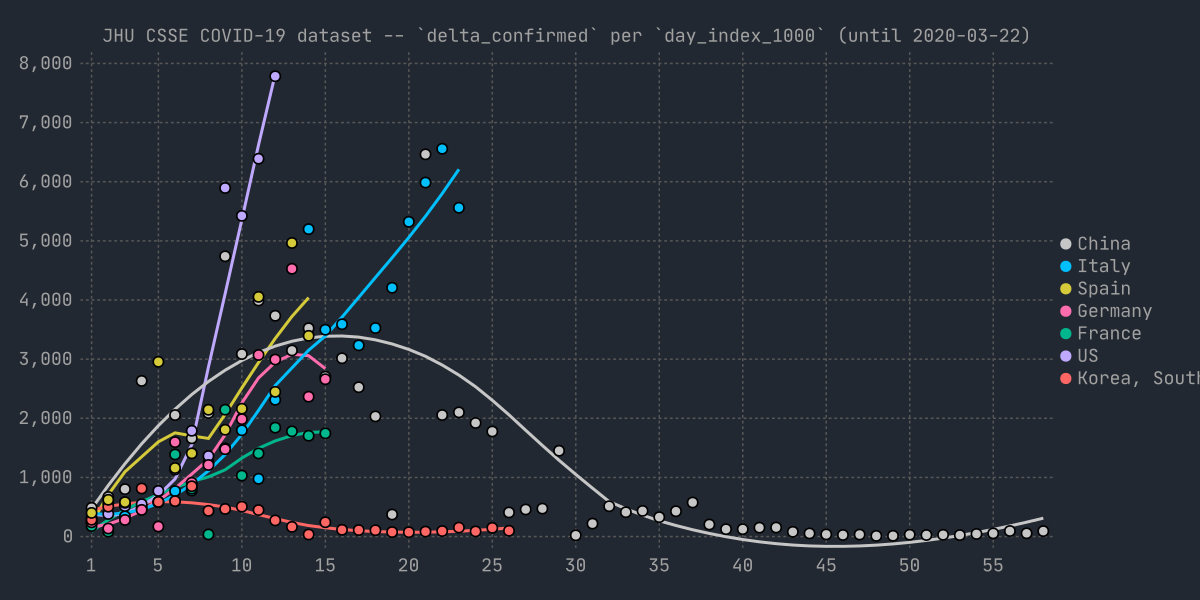 JHU CSSE COVID-19 dataset -- `delta_confirmed` per `day_index_1000` (until 2020-03-22)
8,000
7,000
6,000
5,000
4,000
3,000
2,000
1,000
0
1 5 10 15 20 25 30 35 40 45 50 55
China
Italy
Spain
Germany
France
US
Korea, South